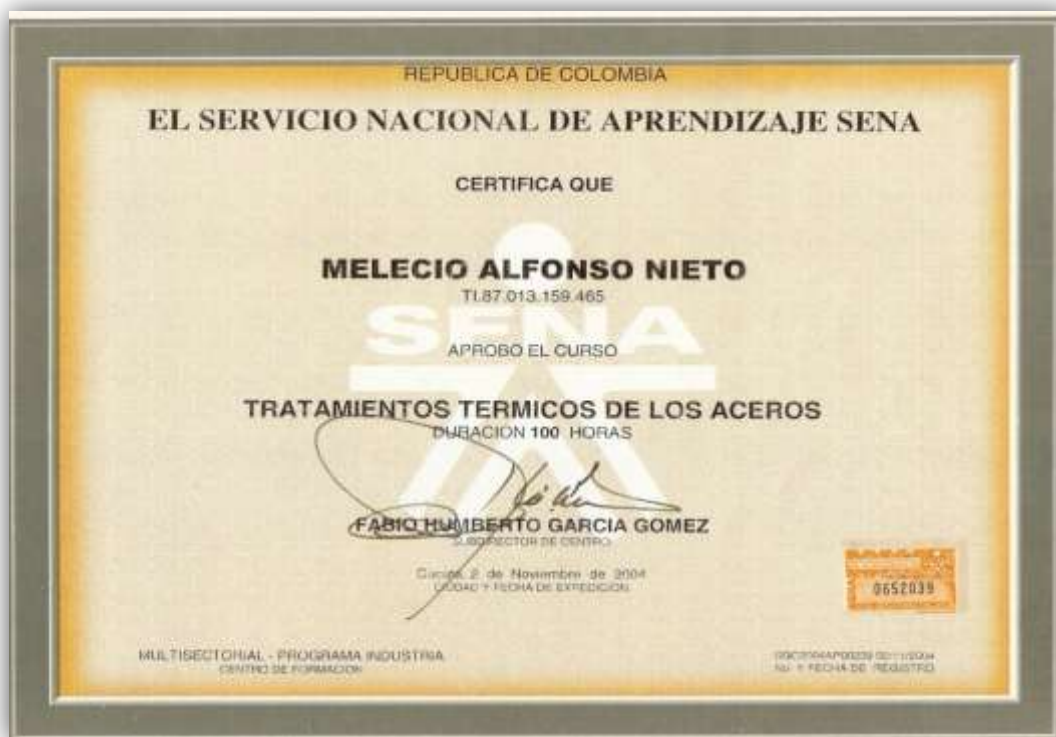 REPUBLICA DE COLOMBIA
EL SERVICIO NACIONAL DE APRENDIZAJE SENA
CERTIFICA QUE
MELECIO ALFONSO NIETO
TI.87.013.159.465
SENA
APROBO EL CURSO
TRATAMIENTOS TERMICOS DE LOS ACEROS
DURACION 100 HORAS
FABIO HUMBERTO GARCIA GOMEZ
SUBDIRECTOR DE CENTRO
2 de Noviembre de 2004
CIUDAD Y FECHA DE EXPEDICION
0652039
MULTISECTORIAL - PROGRAMA INDUSTRIA
CENTRO DE FORMACION
No. Y FECHA DE REGISTRO